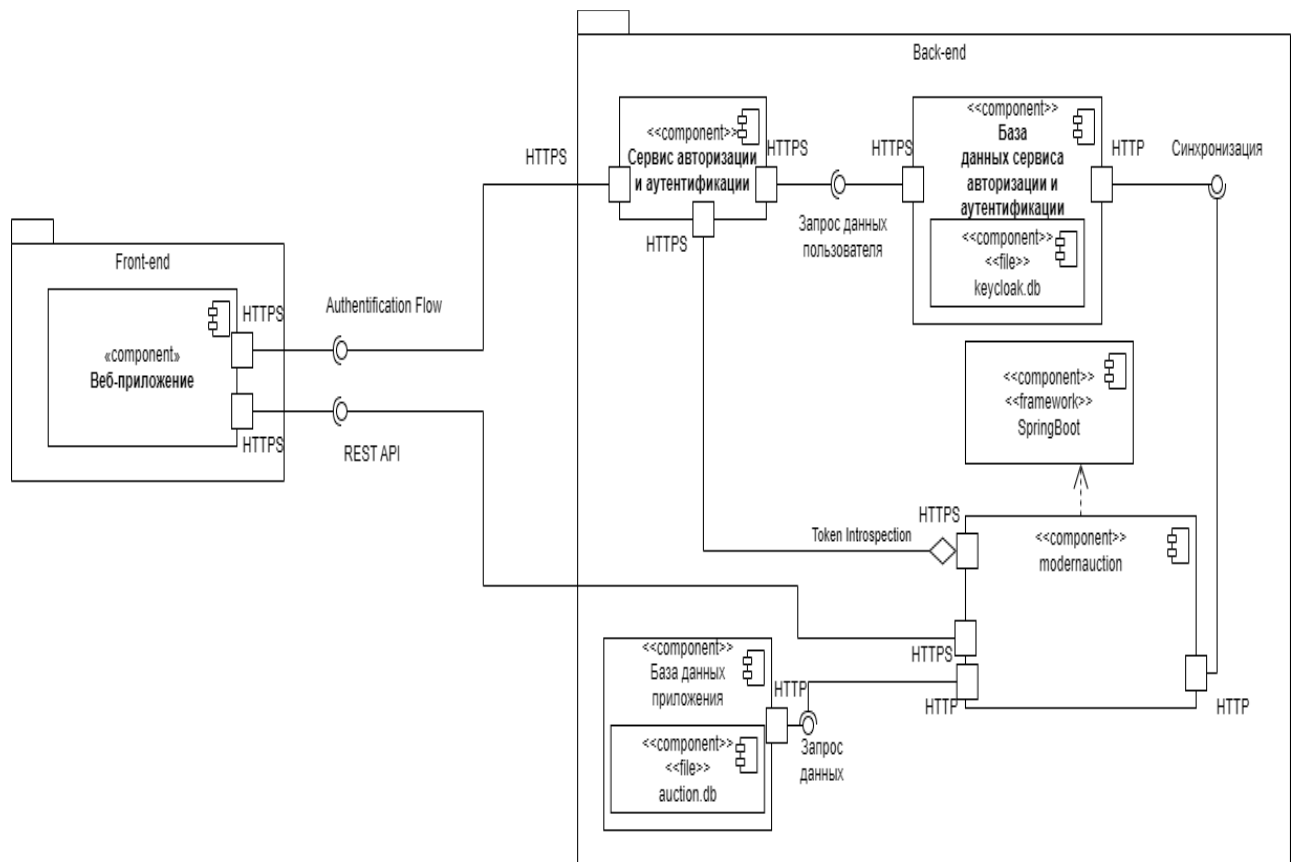 Back-end
<<component>>
Сервис авторизации
и аутентификации
HTTPS
HTTPS
HTTPS
Запрос данных
пользователя
HTTPS
<<component>>
База
данных сервиса
авторизации и
аутентификации
<<component>>
<<file>>
keycloak.db
HTTP
Синхронизация
Front-end
«component»
Веб-приложение
HTTPS
HTTPS
Authentification Flow
REST API
<<component>>
<<framework>>
SpringBoot
Token Introspection
HTTPS
<<component>>
modernauction
HTTPS
HTTP
HTTP
<<component>>
База данных
приложения
HTTP
<<component>>
<<file>>
auction.db
Запрос
данных